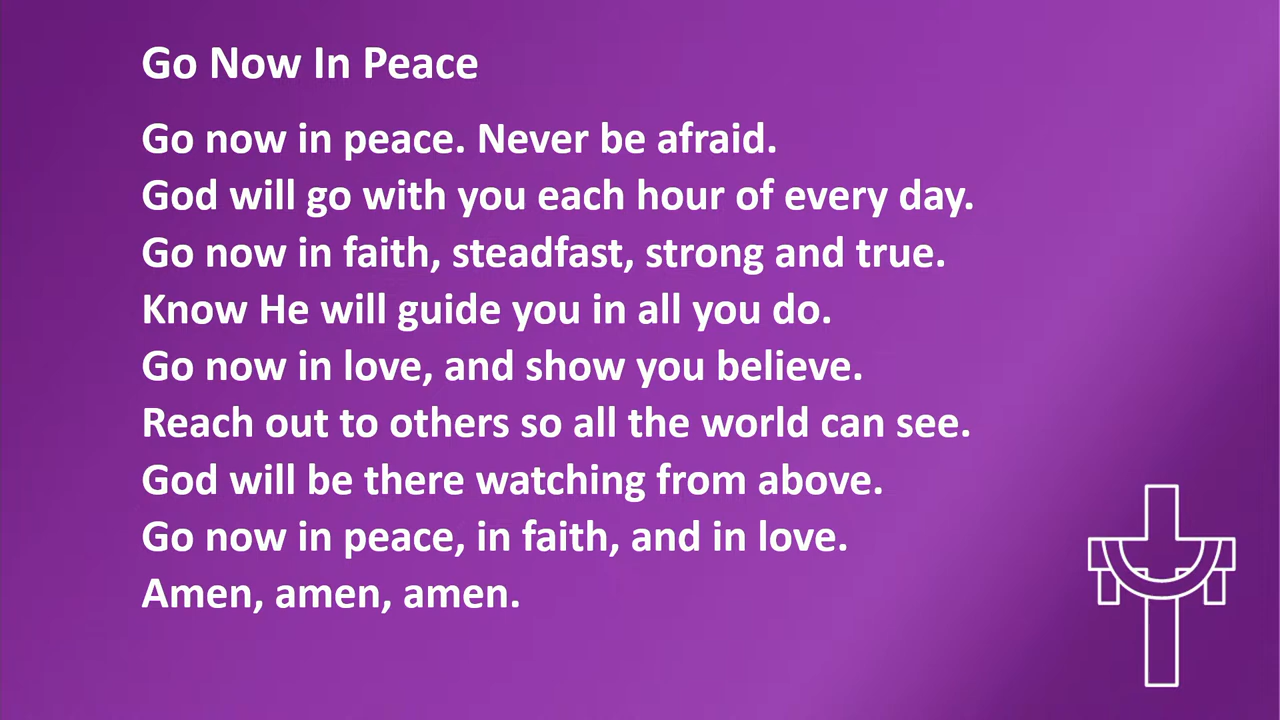 Go Now In Peace
Go now in peace. Never be afraid.
God will go with you each hour of every day.
Go now in faith, steadfast, strong and true.
Know He will guide you in all you do.
Go now in love, and show you believe.
Reach out to others so all the world can see.
God will be there watching from above.
Go now in peace, in faith, and in love.
Amen, amen, amen.